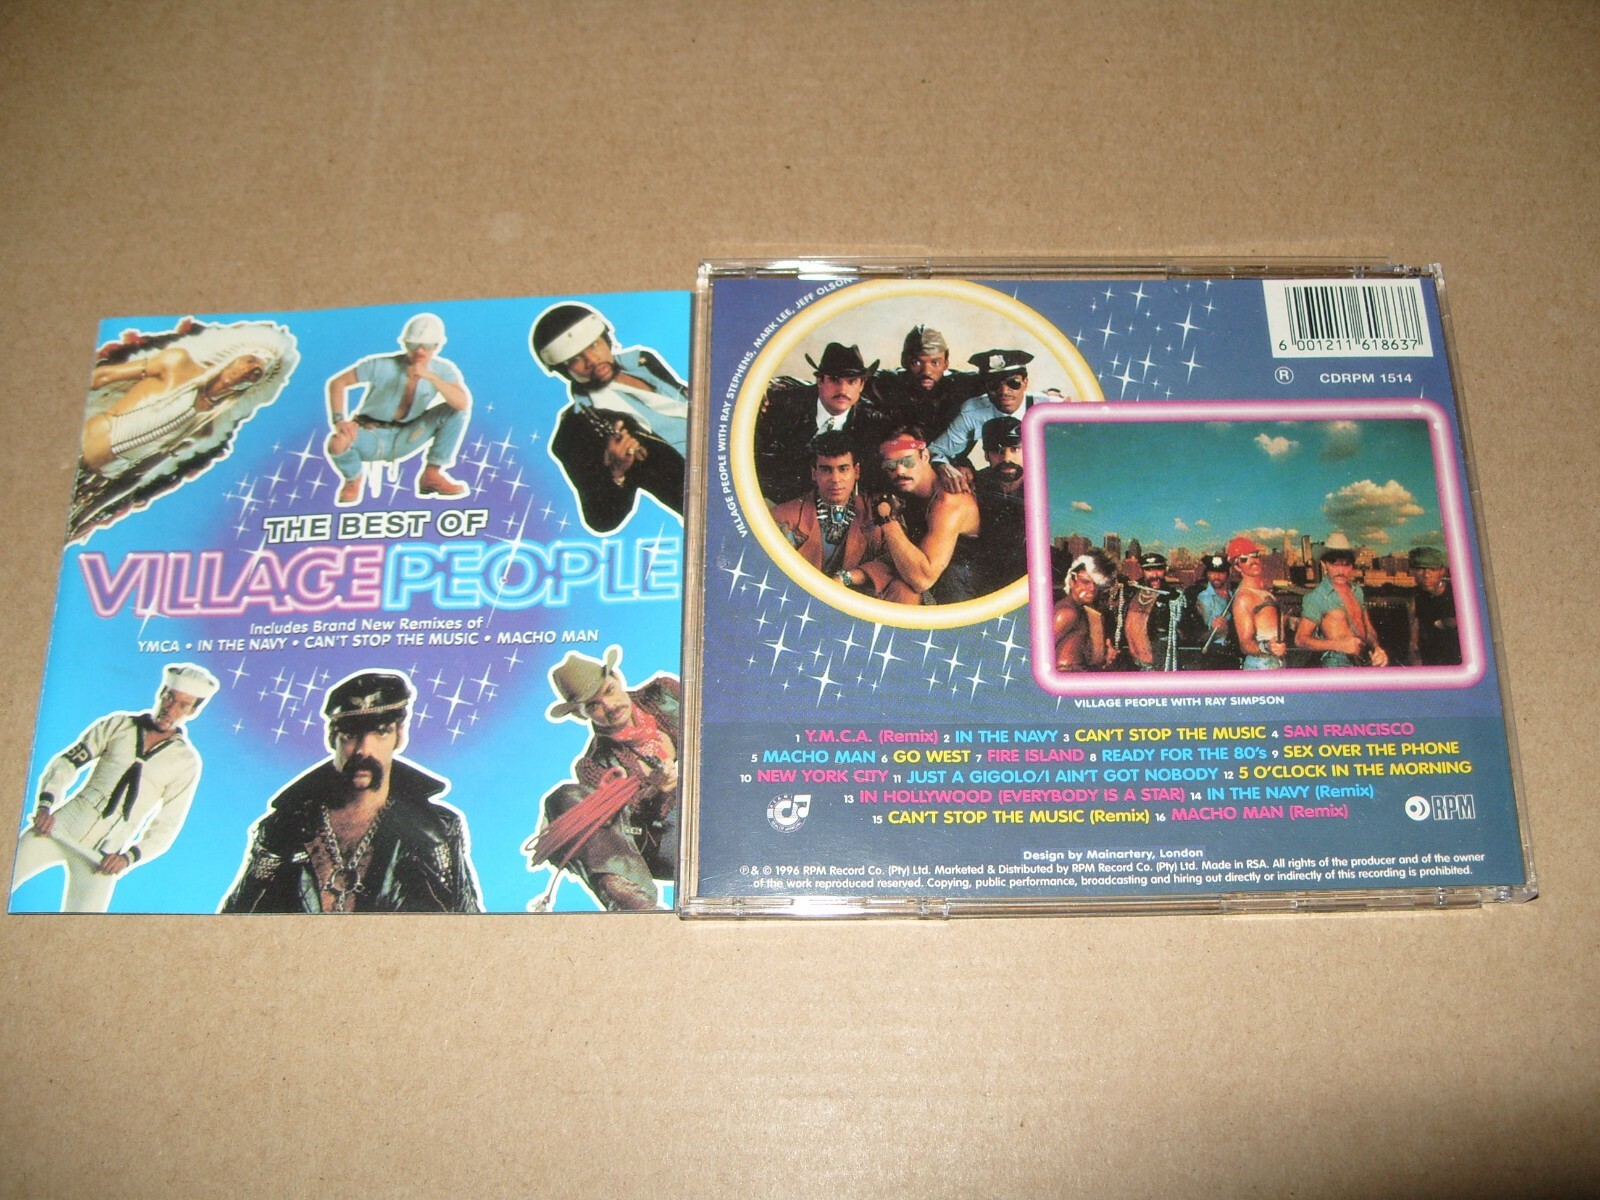 THE BEST OF
VILLAGE PEOPLE
Includes Brand New Remixes of
YMCA • IN THE NAVY • CAN'T STOP THE MUSIC • MACHO MAN
VILLAGE PEOPLE WITH RAY STEPHENS, MARK LEE, JEFF OLSON
6 001211 618637
R CDRPM 1514
VILLAGE PEOPLE WITH RAY SIMPSON
1 Y.M.C.A. (Remix) 2 IN THE NAVY 3 CAN'T STOP THE MUSIC 4 SAN FRANCISCO
5 MACHO MAN 6 GO WEST 7 FIRE ISLAND 8 READY FOR THE 80's 9 SEX OVER THE PHONE
10 NEW YORK CITY 11 JUST A GIGOLO/I AIN'T GOT NOBODY 12 5 O'CLOCK IN THE MORNING
13 IN HOLLYWOOD (EVERYBODY IS A STAR) 14 IN THE NAVY (Remix)
15 CAN'T STOP THE MUSIC (Remix) 16 MACHO MAN (Remix)
RPM
Design by Mainartery, London
℗ & © 1996 RPM Record Co. (Pty) Ltd. Marketed & Distributed by RPM Record Co. (Pty) Ltd. Made in RSA. All rights of the producer and of the owner
of the work reproduced reserved. Copying, public performance, broadcasting and hiring out directly or indirectly of this recording is prohibited.